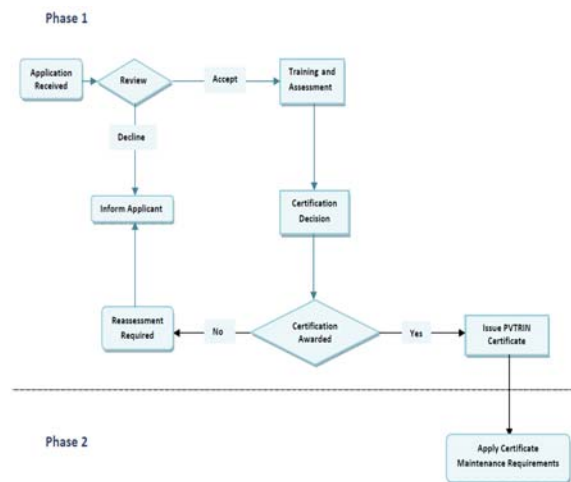 Phase 1
Application
Received
Review
Accept
Training and
Assessment
Decline
Inform Applicant
Certification
Decision
Reassessment
Required
No
Certification
Awarded
Yes
Issue PVTRIN
Certificate
Phase 2
Apply Certificate
Maintenance Requirements